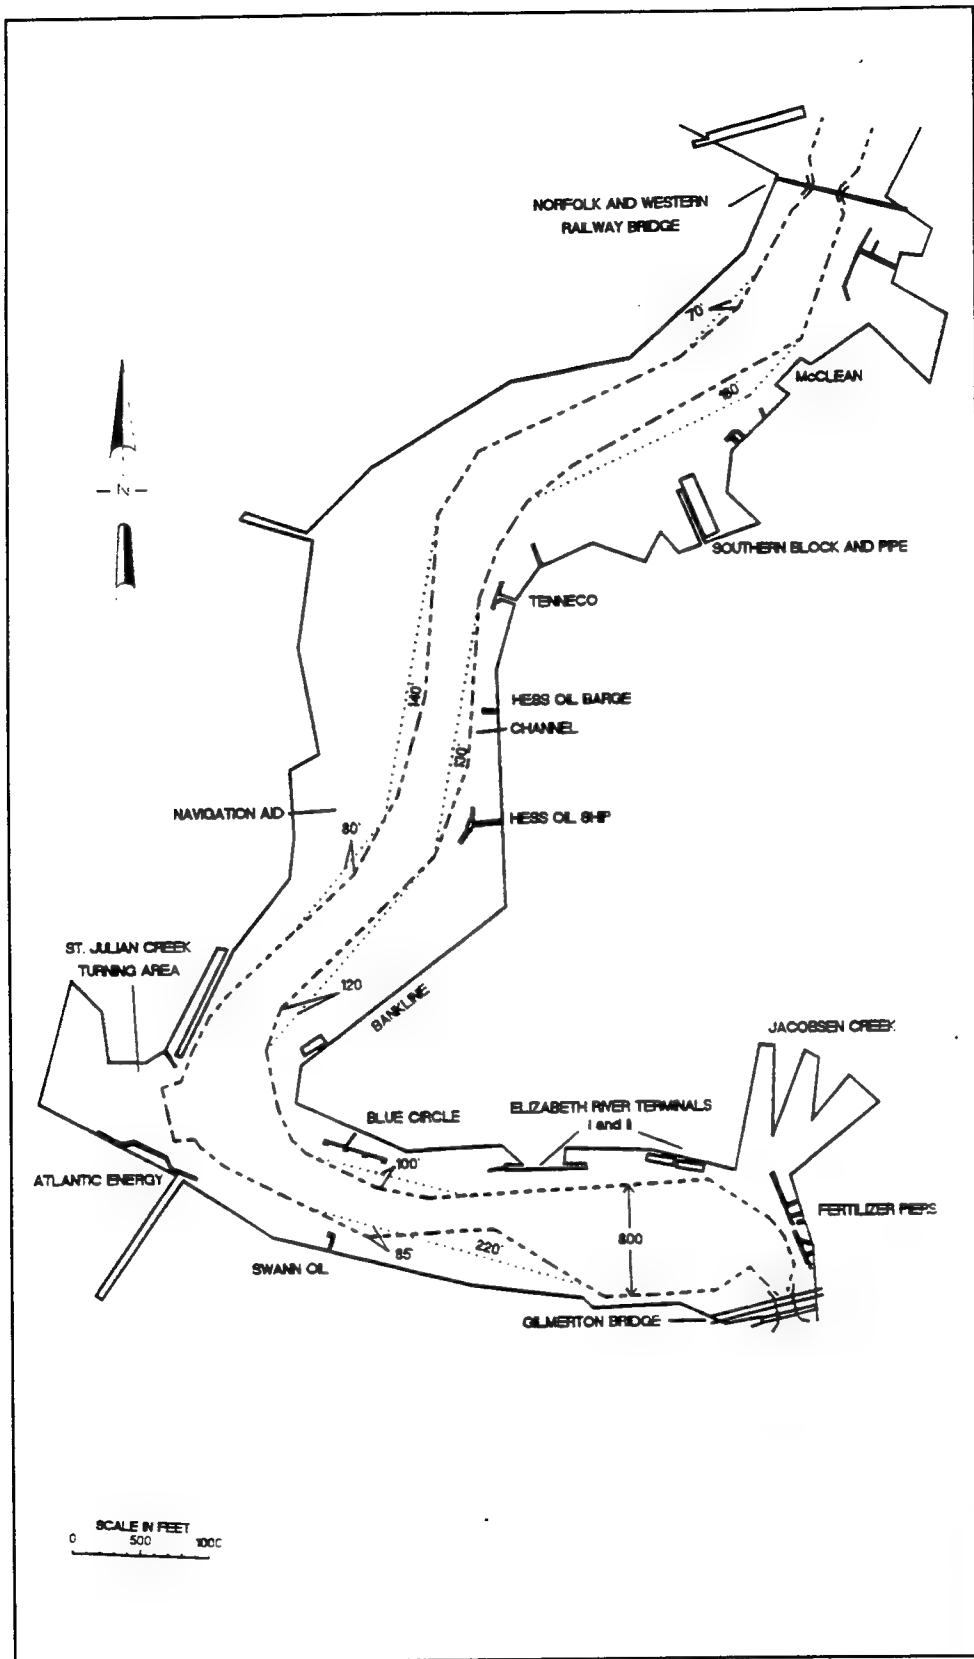 NORFOLK AND WESTERN
RAILWAY BRIDGE
70'
McCLEAN
180'
N
SOUTHERN BLOCK AND PIPE
TENNECO
140'
HESS OIL BARGE
CHANNEL
130'
NAVIGATION AID
HESS OIL SHIP
80'
ST. JULIAN CREEK
TURNING AREA
120
BANKLINE
JACOBSEN CREEK
BLUE CIRCLE
ELIZABETH RIVER TERMINALS
I and II
ATLANTIC ENERGY
100'
FERTILIZER PIERS
800
85'
220'
SWANN OIL
GILMERTON BRIDGE
SCALE IN FEET
0 500 1000